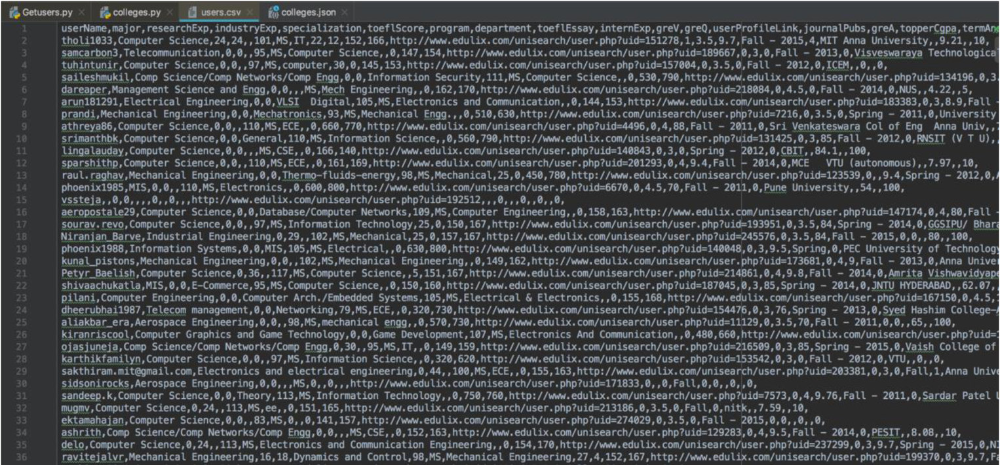 Getusers.py colleges.py users.csv colleges.json
1 userName,major,researchExp,industryExp,specialization,toeflScore,program,department,toeflEssay,internExp,greV,greQ,userProfileLink,journalPubs,greA,topperCgpa,termAn
2 tholi1033,Computer Science,24,24,,101,MS,IT,22,12,152,166,http://www.edulix.com/unisearch/user.php?uid=151278,1,3.5,9.7,Fall - 2015,4,MIT Anna University,,9.21,,10,
3 samcarbon3,Telecommunication,0,0,,95,MS,Computer Science,,0,147,154,http://www.edulix.com/unisearch/user.php?uid=189667,0,3,0,Fall - 2013,0,Visveswaraya Technologica
4 tuhintunir,Computer Science,0,0,,97,MS,computer,30,0,145,153,http://www.edulix.com/unisearch/user.php?uid=157004,0,3.5,0,Fall - 2012,0,ICEM,,0,,0,
5 saileshmukil,Comp Science/Comp Networks/Comp Engg,0,0,Information Security,111,MS,Computer Science,,0,530,790,http://www.edulix.com/unisearch/user.php?uid=134196,0,3.
6 dareaper,Management Science and Engg,0,0,,,MS,Mech Engineering,,0,162,170,http://www.edulix.com/unisearch/user.php?uid=218084,0,4.5,0,Fall - 2014,0,NUS,,4.22,,5,
7 arun181291,Electrical Engineering,0,0,VLSI  Digital,105,MS,Electronics and Communication,,0,144,153,http://www.edulix.com/unisearch/user.php?uid=183383,0,3,8.9,Fall -
8 prandi,Mechanical Engineering,0,0,Mechatronics,93,MS,Mechanical Engg.,,0,510,630,http://www.edulix.com/unisearch/user.php?uid=7216,0,3.5,0,Spring - 2011,0,University
9 athreya86,Computer Science,0,0,,110,MS,ECE,,0,660,770,http://www.edulix.com/unisearch/user.php?uid=4496,0,4,88,Fall - 2011,0,Sri Venkateswara Col of Eng  Anna Univ,,
10 srimanthbk,Computer Science,0,0,General,110,MS,Information Science,,0,560,790,http://www.edulix.com/unisearch/user.php?uid=131425,0,3,85,Fall - 2012,0,RNSIT (V T U),,
11 lingalauday,Computer Science,0,0,,,MS,CSE,,0,166,140,http://www.edulix.com/unisearch/user.php?uid=140843,0,3,0,Spring - 2012,0,CBIT,,84.1,,100,
12 sparshithp,Computer Science,0,0,,110,MS,ECE,,0,161,169,http://www.edulix.com/unisearch/user.php?uid=201293,0,4,9.4,Fall - 2014,0,MCE   VTU (autonomous),,7.97,,10,
13 raul.raghav,Mechanical Engineering,0,0,Thermo-fluids-energy,98,MS,Mechanical,25,0,450,780,http://www.edulix.com/unisearch/user.php?uid=123539,0,,9.4,Spring - 2012,0,A
14 phoenix1985,MIS,0,0,,110,MS,Electronics,,0,600,800,http://www.edulix.com/unisearch/user.php?uid=6670,0,4.5,70,Fall - 2011,0,Pune University,,54,,100,
15 vssteja,,0,0,,,,0,,0,,,http://www.edulix.com/unisearch/user.php?uid=192512,,,0,,,0,,0,,0,
16 aeropostale29,Computer Science,0,0,Database/Computer Networks,109,MS,Computer Engineering,,0,158,163,http://www.edulix.com/unisearch/user.php?uid=147174,0,4,80,Fall -
17 sourav.revo,Computer Science,0,0,,97,MS,Information Technology,25,0,150,167,http://www.edulix.com/unisearch/user.php?uid=193951,0,3.5,84,Spring - 2014,0,GGSIPU/ Bhara
18 Niranjan_Barve,Industrial Engineering,0,29,,102,MS,Mechanical,25,0,157,167,http://www.edulix.com/unisearch/user.php?uid=245576,0,3.5,84,Fall - 2015,0,0,,80,,100,
19 phoenix1988,Information Systems,0,0,MIS,105,MS,Electrical,,0,630,800,http://www.edulix.com/unisearch/user.php?uid=140048,0,3,9.5,Spring,0,PEC University of Technology
20 kunal_pistons,Mechanical Engineering,0,0,,102,MS,Mechanical Engineering,,0,149,162,http://www.edulix.com/unisearch/user.php?uid=173681,0,4,9,Fall - 2013,0,Anna Univer
21 Petyr_Baelish,Computer Science,0,36,,117,MS,Computer Science,,5,151,167,http://www.edulix.com/unisearch/user.php?uid=214861,0,4,9.8,Fall - 2014,0,Amrita Vishwavidyape
22 shivaachukatla,MIS,0,0,E-Commerce,95,MS,Computer Science,,0,150,160,http://www.edulix.com/unisearch/user.php?uid=187045,0,3,85,Spring - 2014,0,JNTU HYDERABAD,,62.07,,
23 pilani,Computer Engineering,0,0,Computer Arch./Embedded Systems,105,MS,Electrical & Electronics,,0,155,168,http://www.edulix.com/unisearch/user.php?uid=167150,0,4.5,
24 dheerubhai1987,Telecom management,0,0,Networking,79,MS,ECE,,0,320,730,http://www.edulix.com/unisearch/user.php?uid=154476,0,3,76,Spring - 2013,0,Syed Hashim College-
25 aliakbar_era,Aerospace Engineering,0,0,,98,MS,mechanical engg,,0,570,730,http://www.edulix.com/unisearch/user.php?uid=11129,0,3.5,70,Fall - 2011,0,0,,65,,100,
26 kiranriscool,Computer Graphics and Game Technology,0,0,Game Development,107,MS,Electronics And Communication,,0,480,660,http://www.edulix.com/unisearch/user.php?uid=
27 ojasjuneja,Comp Science/Comp Networks/Comp Engg,0,30,,95,MS,IT,,0,149,159,http://www.edulix.com/unisearch/user.php?uid=216509,0,3,85,Spring - 2015,0,Vaish College of
28 karthikfamilyn,Computer Science,0,0,,97,MS,Information Science,,0,320,620,http://www.edulix.com/unisearch/user.php?uid=153542,0,3,0,Fall - 2012,0,VTU,,0,,0,
29 sakthiram.mit@gmail.com,Electronics and electrical engineering,0,44,,100,MS,ECE,,0,155,163,http://www.edulix.com/unisearch/user.php?uid=203381,0,3,0,Fall,1,Anna Unive
30 sidsonirocks,Aerospace Engineering,0,0,,,MS,0,,0,,,http://www.edulix.com/unisearch/user.php?uid=171833,0,,0,Fall,0,0,,0,,0,
31 sandeep.k,Computer Science,0,0,Theory,113,MS,Information Technology,,0,750,760,http://www.edulix.com/unisearch/user.php?uid=7573,0,4,9.76,Fall - 2011,0,Sardar Patel U
32 mugmv,Computer Science,0,24,,113,MS,ee,,0,151,165,http://www.edulix.com/unisearch/user.php?uid=213186,0,3.5,0,Fall,0,nitk,,7.59,,10,
33 ektamahajan,Computer Science,0,0,,83,MS,0,,0,141,157,http://www.edulix.com/unisearch/user.php?uid=274029,0,3.5,0,Fall - 2015,0,0,,0,,0,
34 ashrith,Comp Science/Comp Networks/Comp Engg,0,0,,,MS,CSE,,0,152,163,http://www.edulix.com/unisearch/user.php?uid=129283,0,4,9.5,Fall - 2014,0,PESIT,,8.08,,10,
35 delo,Computer Science,0,24,,113,MS,Electronics and Communication Engineering,,0,154,170,http://www.edulix.com/unisearch/user.php?uid=237299,0,3,9.7,Spring - 2015,0,NI
36 ravitejalvr,Mechanical Engineering,16,18,Dynamics and Control,98,MS,Mechanical Engineering,27,4,152,167,http://www.edulix.com/unisearch/user.php?uid=199370,0,3,9.7,Fa